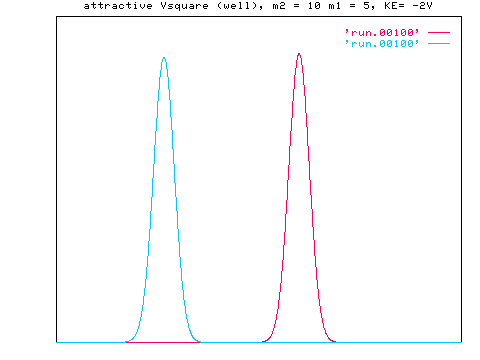 attractive Vsquare (well), m2 = 10 m1 = 5, KE= -2V
'run.00100'
'run.00100'